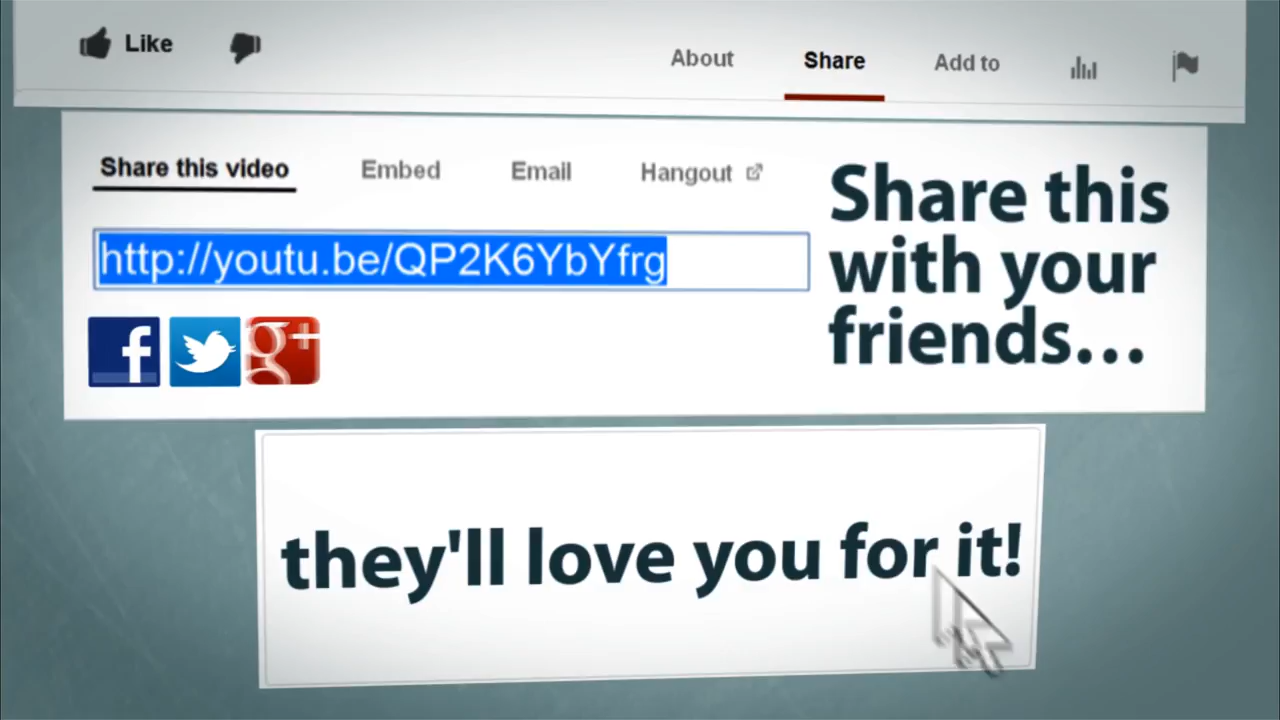 Like
About Share Add to
Share this video Embed Email Hangout
http://youtu.be/QP2K6YbYfrg
f g+
Share this
with your
friends...
they'll love you for it!